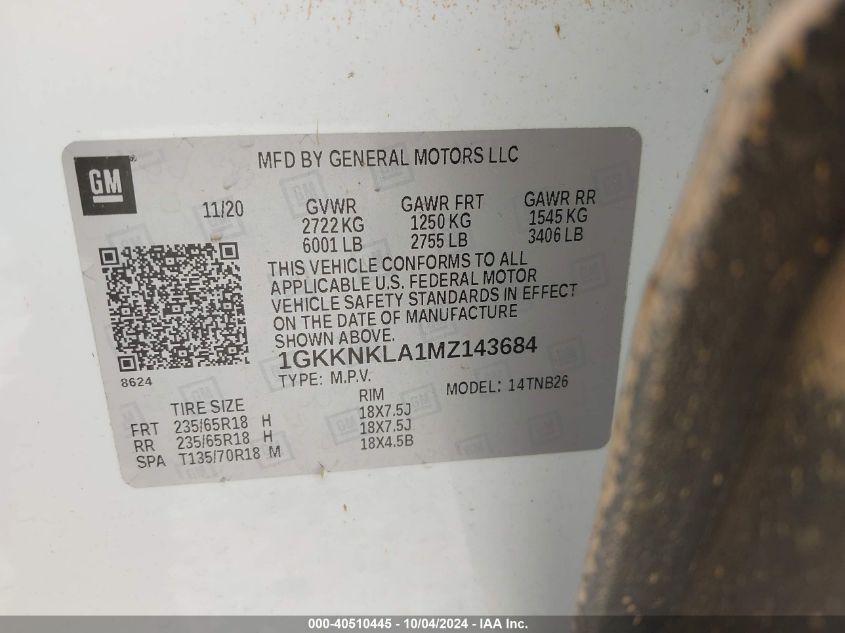 GM
MFD BY GENERAL MOTORS LLC
11/20 GVWR GAWR FRT GAWR RR
2722 KG 1250 KG 1545 KG
6001 LB 2755 LB 3406 LB
THIS VEHICLE CONFORMS TO ALL
APPLICABLE U.S. FEDERAL MOTOR
VEHICLE SAFETY STANDARDS IN EFFECT
ON THE DATE OF MANUFACTURE
SHOWN ABOVE.
8624
1GKKNKLA1MZ143684
TYPE: M.P.V. MODEL: 14TNB26
TIRE SIZE RIM
FRT 235/65R18 H 18X7.5J
RR 235/65R18 H 18X7.5J
SPA T135/70R18 M 18X4.5B
000-40510445 - 10/04/2024 - IAA Inc.